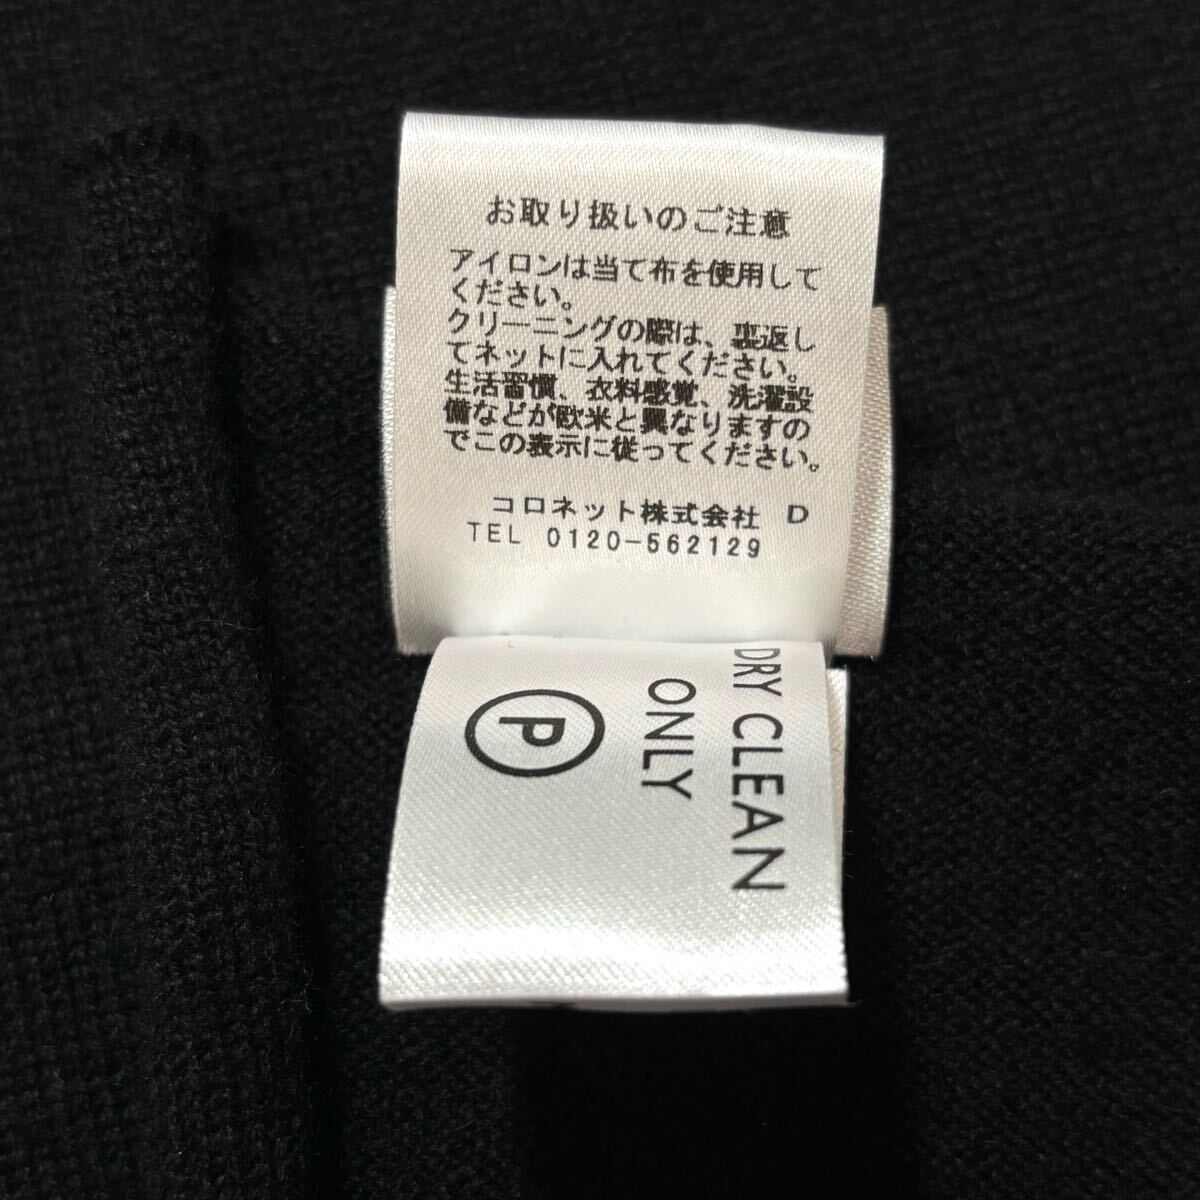 お取り扱いのご注意
アイロンは当て布を使用して
ください。
クリーニングの際は、裏返し
てネットに入れてください。
生活習慣、衣料感覚、洗濯設
備などが欧米と異なりますの
でこの表示に従ってください。
コロネット株式会社 D
TEL 0120-562129
DRY CLEAN
ONLY
P